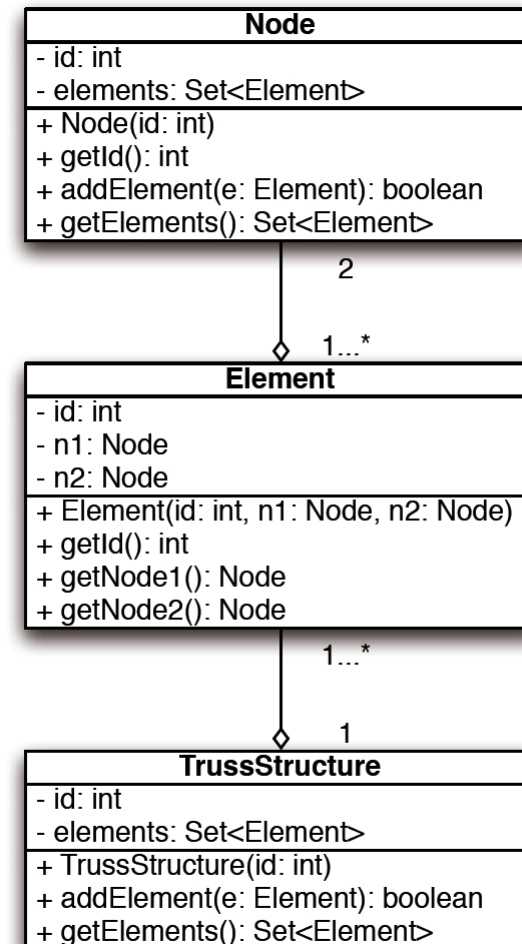 Node
- id: int
- elements: Set<Element>
+ Node(id: int)
+ getId(): int
+ addElement(e: Element): boolean
+ getElements(): Set<Element>
2
1...*
Element
- id: int
- n1: Node
- n2: Node
+ Element(id: int, n1: Node, n2: Node)
+ getId(): int
+ getNode1(): Node
+ getNode2(): Node
1...*
1
TrussStructure
- id: int
- elements: Set<Element>
+ TrussStructure(id: int)
+ addElement(e: Element): boolean
+ getElements(): Set<Element>